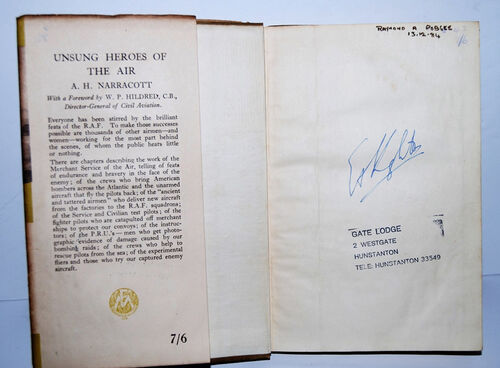 UNSUNG HEROES OF
THE AIR
A. H. NARRACOTT
With a Foreword by W. P. HILDRED, C.B.,
Director-General of Civil Aviation.
Everyone has been stirred by the brilliant
feats of the R.A.F. To make those successes
possible are thousands of other airmen—and
women—working for the most part behind
the scenes, of whom the public hears little
or nothing.
There are chapters describing the work of the
Merchant Service of the Air, telling of feats
of endurance and bravery in the face of the
enemy; of the crews who bring American
bombers across the Atlantic and the unarmed
aircraft that fly the pilots back; of the "ancient
and tattered airmen" who deliver new aircraft
from the factories to the R.A.F. squadrons;
of the Service and Civilian test pilots; of the
fighter pilots who are catapulted off merchant
ships to protect our convoys; of the instruc-
tors; of the P.R.U.'s—men who get photo-
graphic evidence of damage caused by our
bombing raids; of the crews who help to
rescue pilots from the sea; of the experimental
fliers and those who try our captured enemy
aircraft.
7/6
RAYMOND A
13.12.84
GATE LODGE
2 WESTGATE
HUNSTANTON
TELE: HUNSTANTON 33549